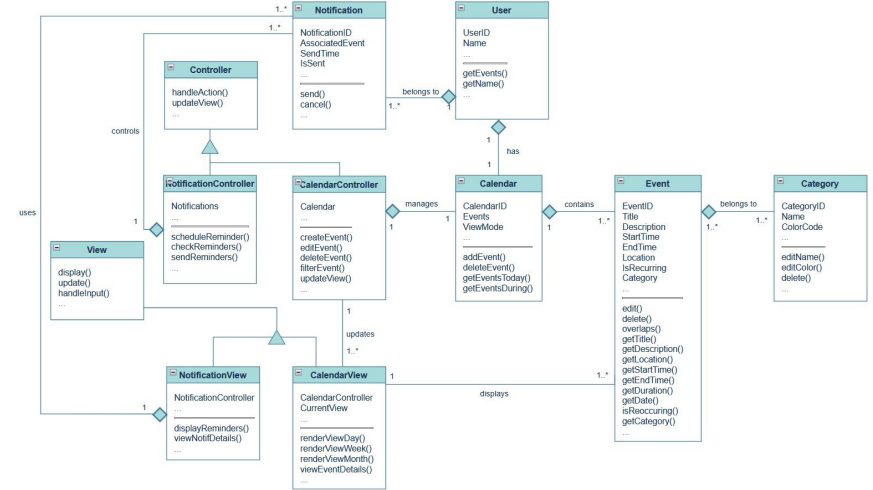 Notification
NotificationID
AssociatedEvent
SendTime
IsSent
...
send()
cancel()
...
User
UserID
Name
...
getEvents()
getName()
...
Controller
handleAction()
updateView()
...
NotificationController
Notifications
...
scheduleReminder()
checkReminders()
sendReminders()
...
CalendarController
Calendar
...
createEvent()
editEvent()
deleteEvent()
filterEvent()
updateView()
...
Calendar
CalendarID
Events
ViewMode
...
addEvent()
deleteEvent()
getEventsToday()
getEventsDuring()
Event
EventID
Title
Description
StartTime
EndTime
Location
IsRecurring
Category
...
edit()
delete()
overlaps()
getTitle()
getDescription()
getLocation()
getStartTime()
getEndTime()
getDuration()
getDate()
isReoccuring()
getCategory()
...
Category
CategoryID
Name
ColorCode
...
editName()
editColor()
delete()
...
View
display()
update()
handleInput()
...
NotificationView
NotificationController
...
displayReminders()
viewNotifDetails()
...
CalendarView
CalendarController
CurrentView
...
renderViewDay()
renderViewWeek()
renderViewMonth()
viewEventDetails()
...
1..*
uses
1
1..*
controls
1
1..*
belongs to
1
1
has
1
1
manages
1
1
contains
1..*
1..*
belongs to
1..*
1
updates
1..*
1
displays
1..*